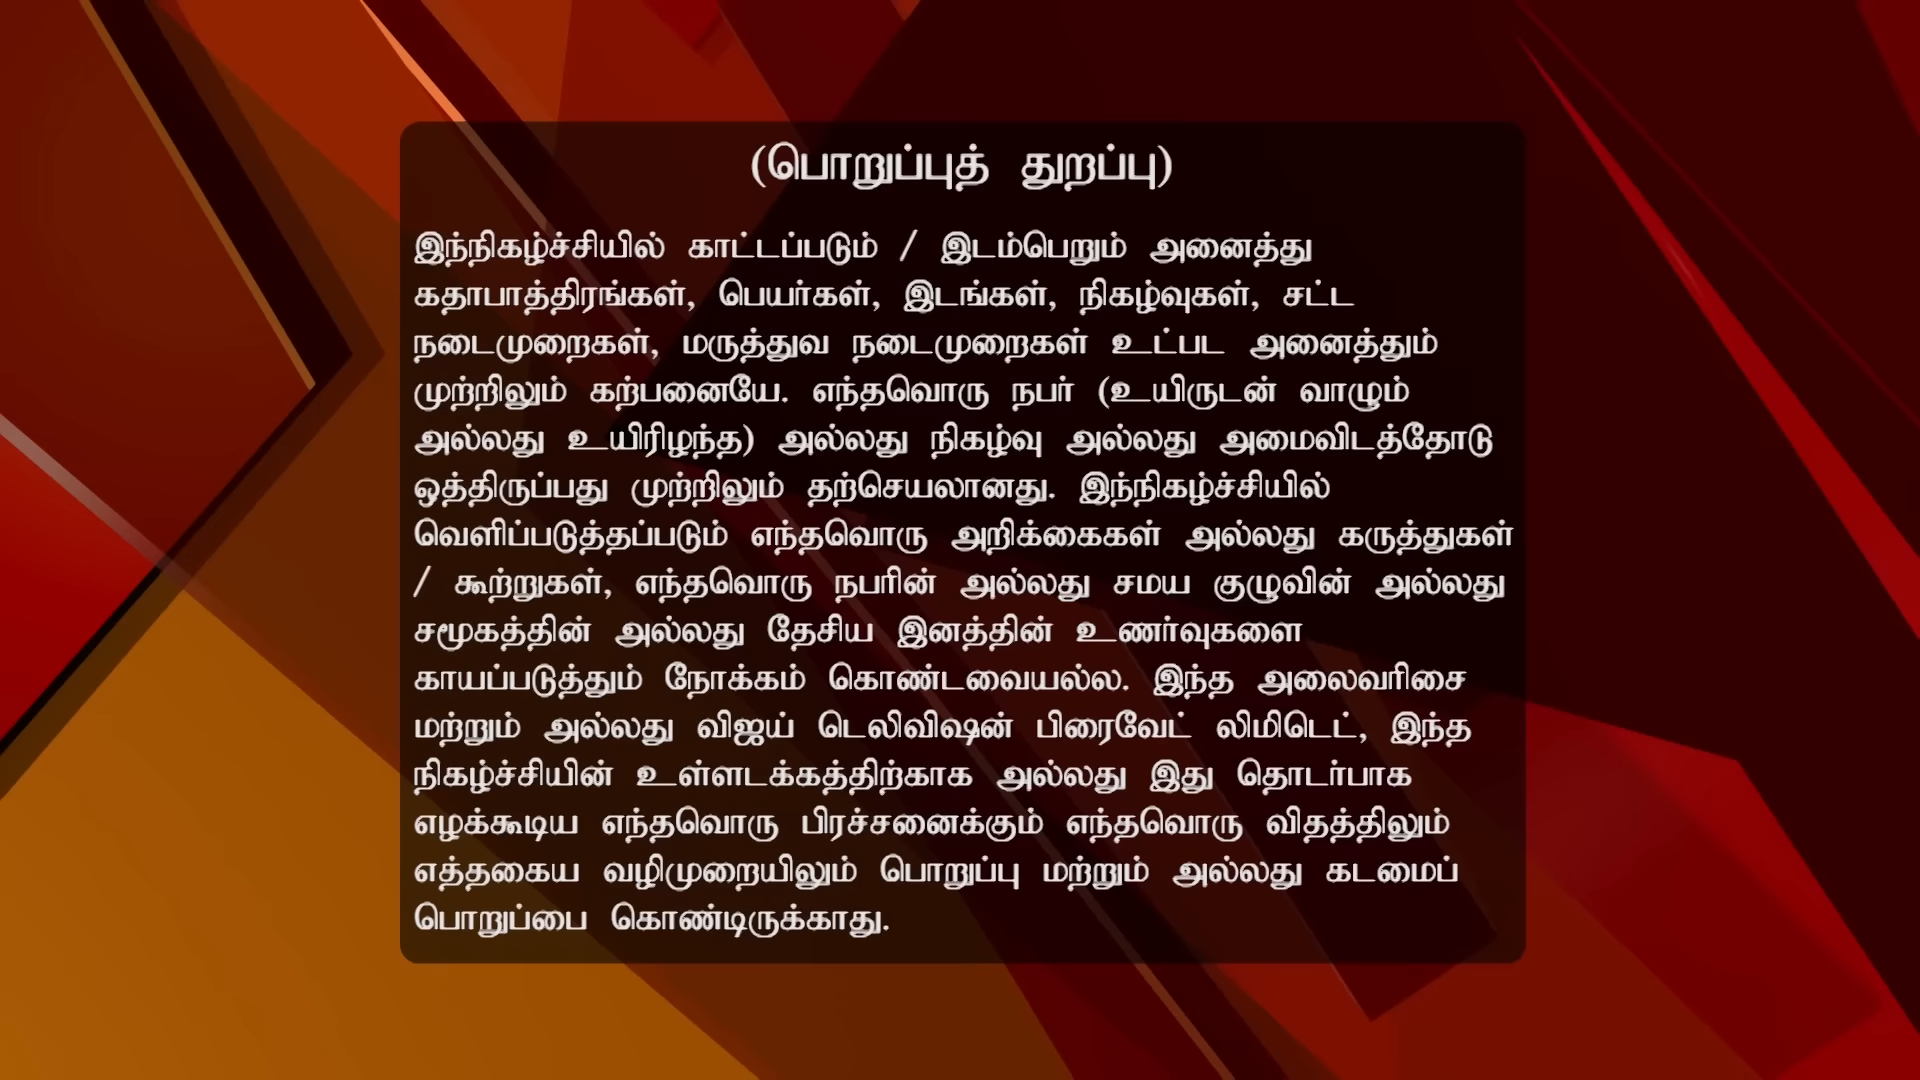 (பொறுப்புத் துறப்பு)
இந்நிகழ்ச்சியில் காட்டப்படும் / இடம்பெறும் அனைத்து
கதாபாத்திரங்கள், பெயர்கள், இடங்கள், நிகழ்வுகள், சட்ட
நடைமுறைகள், மருத்துவ நடைமுறைகள் உட்பட அனைத்தும்
முற்றிலும் கற்பனையே. எந்தவொரு நபர் (உயிருடன் வாழும்
அல்லது உயிரிழந்த) அல்லது நிகழ்வு அல்லது அமைவிடத்தோடு
ஒத்திருப்பது முற்றிலும் தற்செயலானது. இந்நிகழ்ச்சியில்
வெளிப்படுத்தப்படும் எந்தவொரு அறிக்கைகள் அல்லது கருத்துகள்
/ கூற்றுகள், எந்தவொரு நபரின் அல்லது சமய குழுவின் அல்லது
சமூகத்தின் அல்லது தேசிய இனத்தின் உணர்வுகளை
காயப்படுத்தும் நோக்கம் கொண்டவையல்ல. இந்த அலைவரிசை
மற்றும் அல்லது விஜய் டெலிவிஷன் பிரைவேட் லிமிடெட், இந்த
நிகழ்ச்சியின் உள்ளடக்கத்திற்காக அல்லது இது தொடர்பாக
எழக்கூடிய எந்தவொரு பிரச்சனைக்கும் எந்தவொரு விதத்திலும்
எத்தகைய வழிமுறையிலும் பொறுப்பு மற்றும் அல்லது கடமைப்
பொறுப்பை கொண்டிருக்காது.